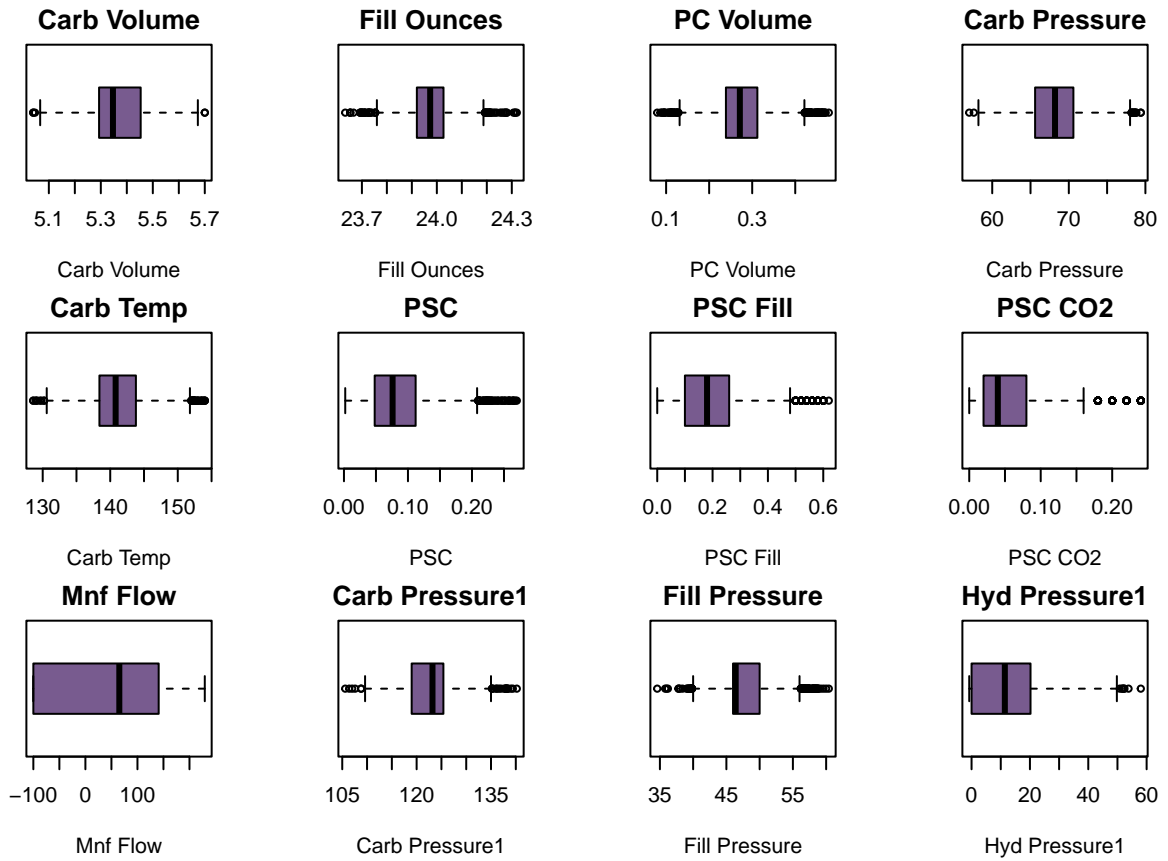 Carb Volume Fill Ounces PC Volume Carb Pressure
5.1 5.3 5.5 5.7 23.7 24.0 24.3 0.1 0.3 60 70 80
Carb Volume Fill Ounces PC Volume Carb Pressure
Carb Temp PSC PSC Fill PSC CO2
130 140 150 0.00 0.10 0.20 0.0 0.2 0.4 0.6 0.00 0.10 0.20
Carb Temp PSC PSC Fill PSC CO2
Mnf Flow Carb Pressure1 Fill Pressure Hyd Pressure1
−100 0 100 105 120 135 35 45 55 0 20 40 60
Mnf Flow Carb Pressure1 Fill Pressure Hyd Pressure1